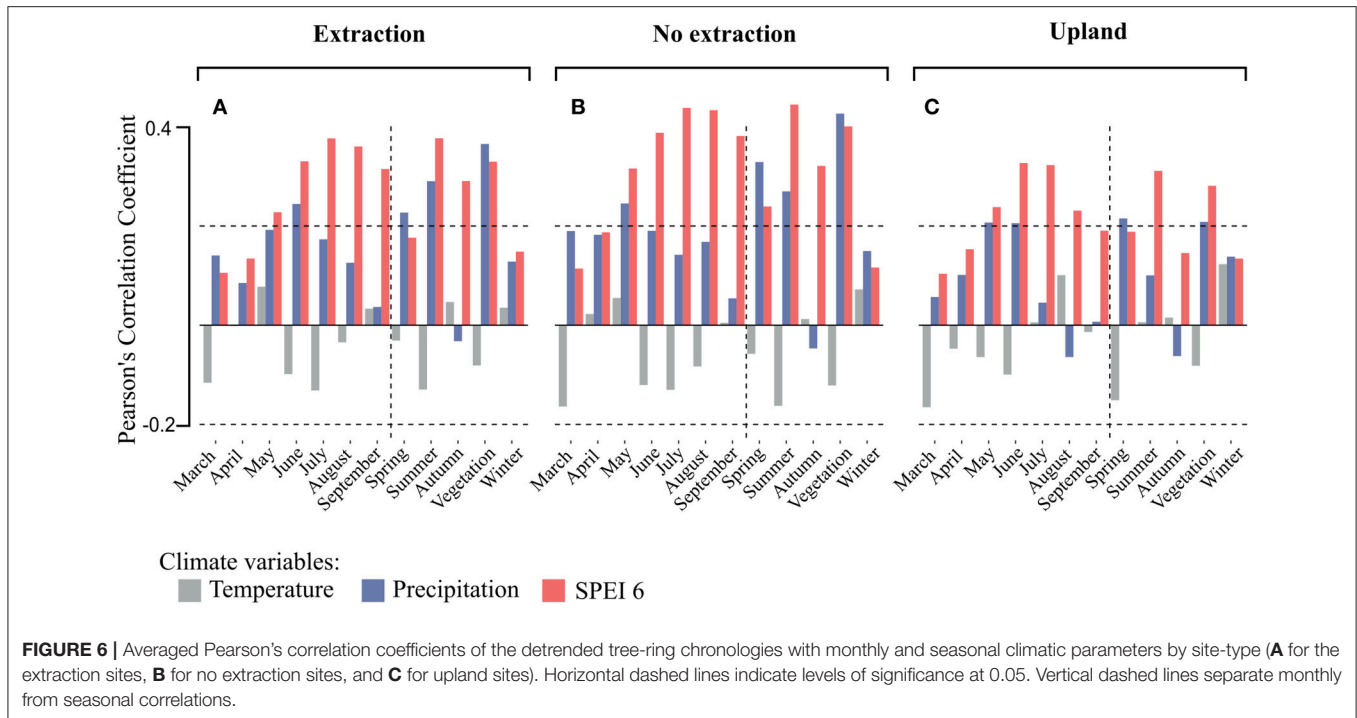 Extraction No extraction Upland
A B C
0.4
-0.2
Pearson's Correlation Coefficient
March April May June July August September Spring Summer Autumn Vegetation Winter
March April May June July August September Spring Summer Autumn Vegetation Winter
March April May June July August September Spring Summer Autumn Vegetation Winter
Climate variables:
Temperature Precipitation SPEI 6
FIGURE 6 | Averaged Pearson's correlation coefficients of the detrended tree-ring chronologies with monthly and seasonal climatic parameters by site-type (A for the
extraction sites, B for no extraction sites, and C for upland sites). Horizontal dashed lines indicate levels of significance at 0.05. Vertical dashed lines separate monthly
from seasonal correlations.